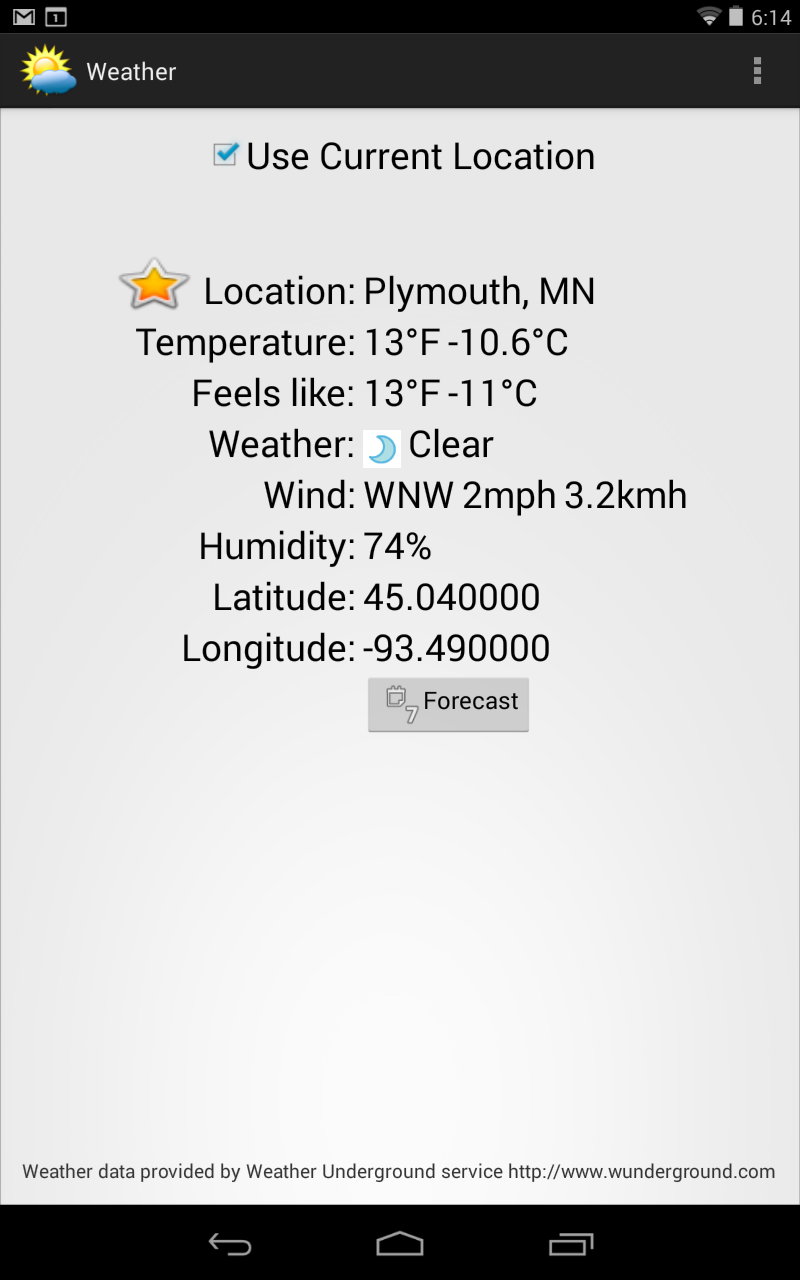 1 6:14
Weather
Use Current Location
Location: Plymouth, MN
Temperature: 13°F -10.6°C
Feels like: 13°F -11°C
Weather: Clear
Wind: WNW 2mph 3.2kmh
Humidity: 74%
Latitude: 45.040000
Longitude: -93.490000
7 Forecast
Weather data provided by Weather Underground service http://www.wunderground.com